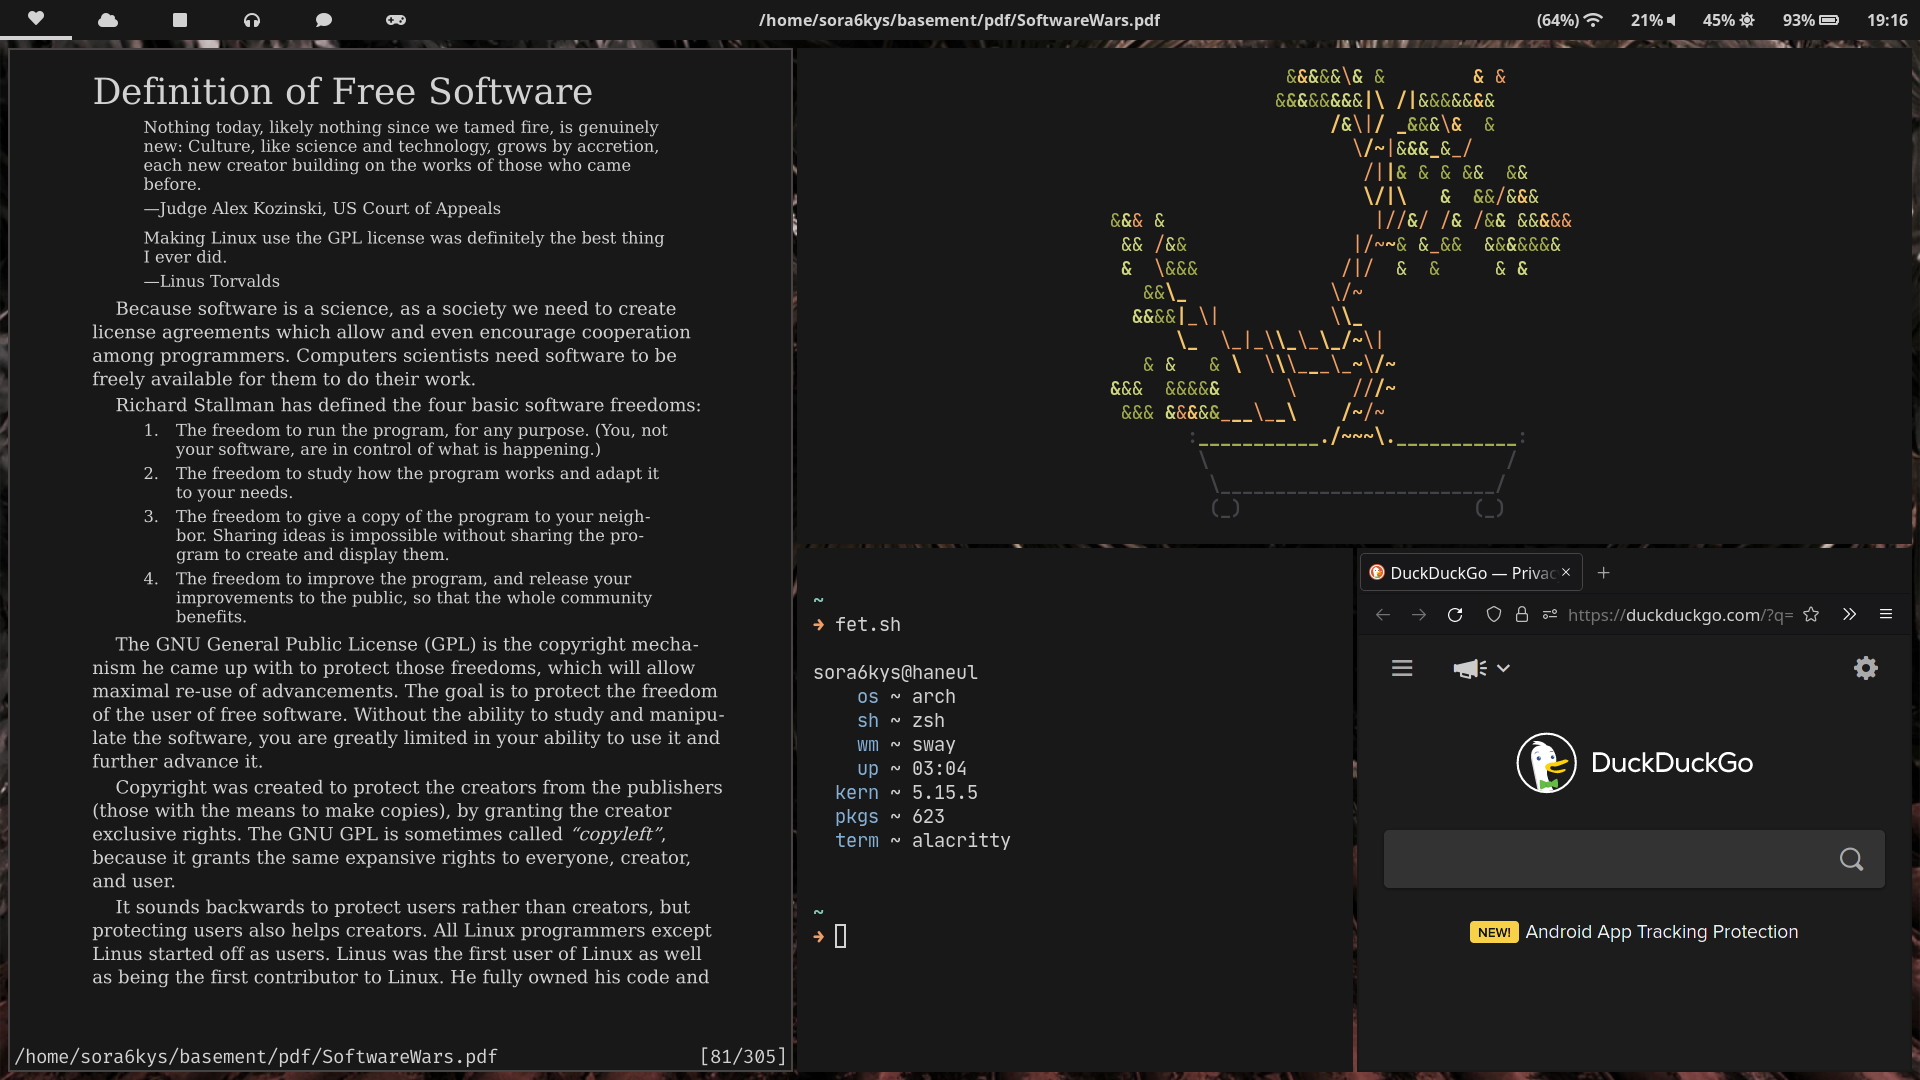 /home/sora6kys/basement/pdf/SoftwareWars.pdf
(64%) 21% 45% 93% 19:16
Definition of Free Software
Nothing today, likely nothing since we tamed fire, is genuinely
new: Culture, like science and technology, grows by accretion,
each new creator building on the works of those who came
before.
—Judge Alex Kozinski, US Court of Appeals
Making Linux use the GPL license was definitely the best thing
I ever did.
—Linus Torvalds
Because software is a science, as a society we need to create
license agreements which allow and even encourage cooperation
among programmers. Computers scientists need software to be
freely available for them to do their work.
Richard Stallman has defined the four basic software freedoms:
1. The freedom to run the program, for any purpose. (You, not
your software, are in control of what is happening.)
2. The freedom to study how the program works and adapt it
to your needs.
3. The freedom to give a copy of the program to your neigh-
bor. Sharing ideas is impossible without sharing the pro-
gram to create and display them.
4. The freedom to improve the program, and release your
improvements to the public, so that the whole community
benefits.
The GNU General Public License (GPL) is the copyright mecha-
nism he came up with to protect those freedoms, which will allow
maximal re-use of advancements. The goal is to protect the freedom
of the user of free software. Without the ability to study and manipu-
late the software, you are greatly limited in your ability to use it and
further advance it.
Copyright was created to protect the creators from the publishers
(those with the means to make copies), by granting the creator
exclusive rights. The GNU GPL is sometimes called “copyleft”,
because it grants the same expansive rights to everyone, creator,
and user.
It sounds backwards to protect users rather than creators, but
protecting users also helps creators. All Linux programmers except
Linus started off as users. Linus was the first user of Linux as well
as being the first contributor to Linux. He fully owned his code and
/home/sora6kys/basement/pdf/SoftwareWars.pdf [81/305]
~
➜ fet.sh
sora6kys@haneul
os ~ arch
sh ~ zsh
wm ~ sway
up ~ 03:04
kern ~ 5.15.5
pkgs ~ 623
term ~ alacritty
~
➜
DuckDuckGo — Privac
https://duckduckgo.com/?q=
DuckDuckGo
NEW! Android App Tracking Protection